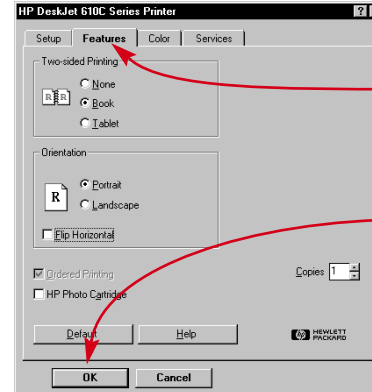 HP DeskJet 610C Series Printer ?
Setup Features Color Services
Two-sided Printing
None
R R Book
Tablet
Orientation
R Portrait
Landscape
Flip Horizontal
Ordered Printing Copies 1
HP Photo Cartridge
Default Help HEWLETT
PACKARD
OK Cancel